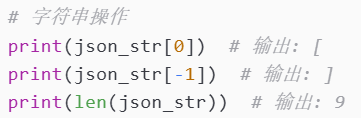 # 字符串操作
print(json_str[0])  # 输出: [
print(json_str[-1])  # 输出: ]
print(len(json_str))  # 输出: 9